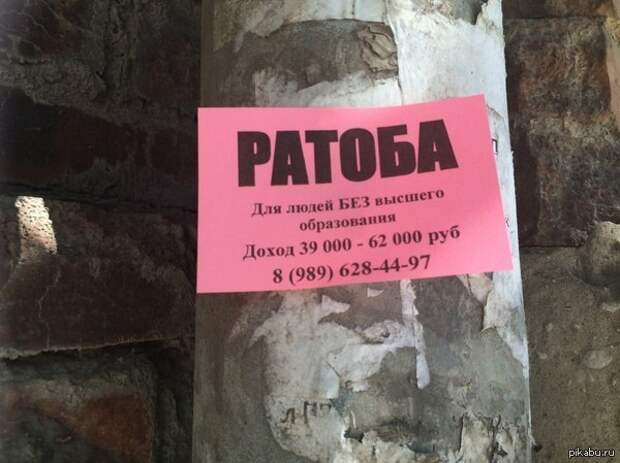 РАТОБА
Для людей БЕЗ высшего
образования
Доход 39 000 - 62 000 руб
8 (989) 628-44-97
pikabu.ru